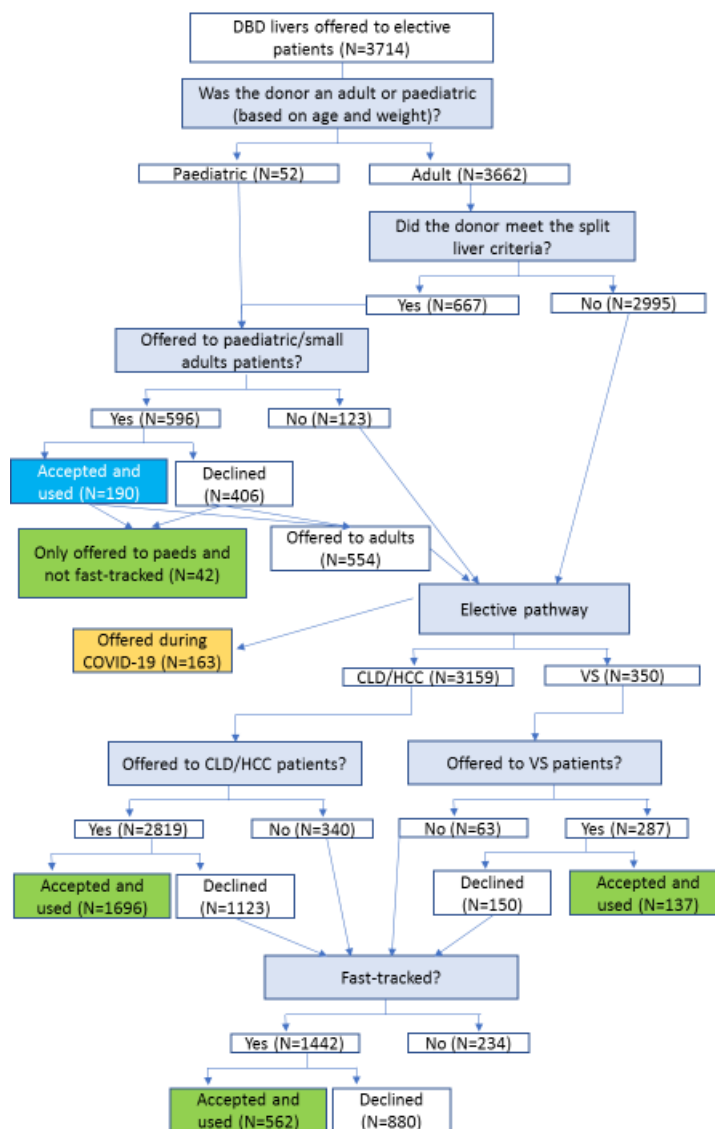 DBD livers offered to elective
patients (N=3714)
Was the donor an adult or paediatric
(based on age and weight)?
Paediatric (N=52)
Adult (N=3662)
Did the donor meet the split
liver criteria?
Yes (N=667)
No (N=2995)
Offered to paediatric/small
adults patients?
Yes (N=596)
No (N=123)
Accepted and
used (N=190)
Declined
(N=406)
Only offered to paeds and
not fast-tracked (N=42)
Offered to adults
(N=554)
Elective pathway
Offered during
COVID-19 (N=163)
CLD/HCC (N=3159)
VS (N=350)
Offered to CLD/HCC patients?
Offered to VS patients?
Yes (N=2819)
No (N=340)
No (N=63)
Yes (N=287)
Accepted and
used (N=1696)
Declined
(N=1123)
Declined
(N=150)
Accepted and
used (N=137)
Fast-tracked?
Yes (N=1442)
No (N=234)
Accepted and
used (N=562)
Declined
(N=880)